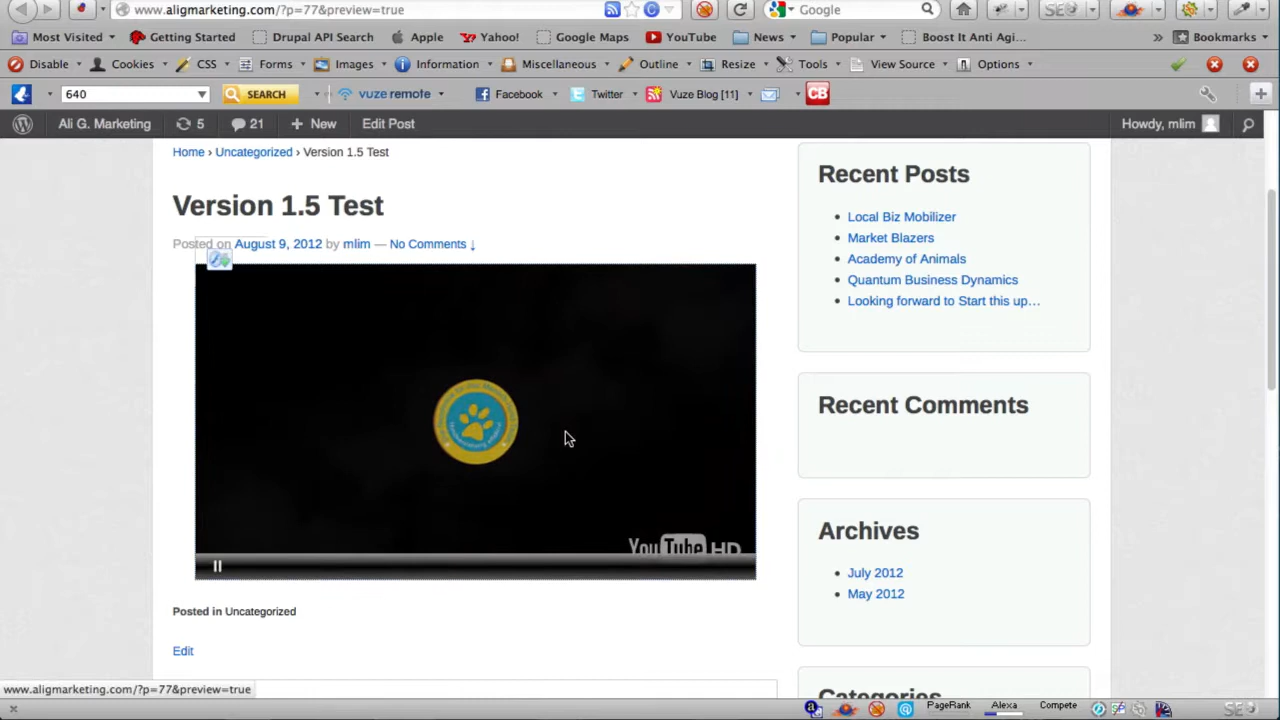 www.aligmarketing.com/?p=77&preview=true
Google
Most Visited Getting Started Drupal API Search Apple Yahoo! Google Maps YouTube News Popular Boost It Anti Agi... » Bookmarks
Disable Cookies CSS Forms Images Information Miscellaneous Outline Resize Tools View Source Options
640 SEARCH vuze remote Facebook Twitter Vuze Blog [11] CB
Ali G. Marketing 5 21 + New Edit Post Howdy, mlim
Home › Uncategorized › Version 1.5 Test
Version 1.5 Test
Posted on August 9, 2012 by mlim — No Comments ↓
YouTube HD
Posted in Uncategorized
Edit
Recent Posts
Local Biz Mobilizer
Market Blazers
Academy of Animals
Quantum Business Dynamics
Looking forward to Start this up…
Recent Comments
Archives
July 2012
May 2012
Categories
www.aligmarketing.com/?p=77&preview=true
PageRank Alexa Compete